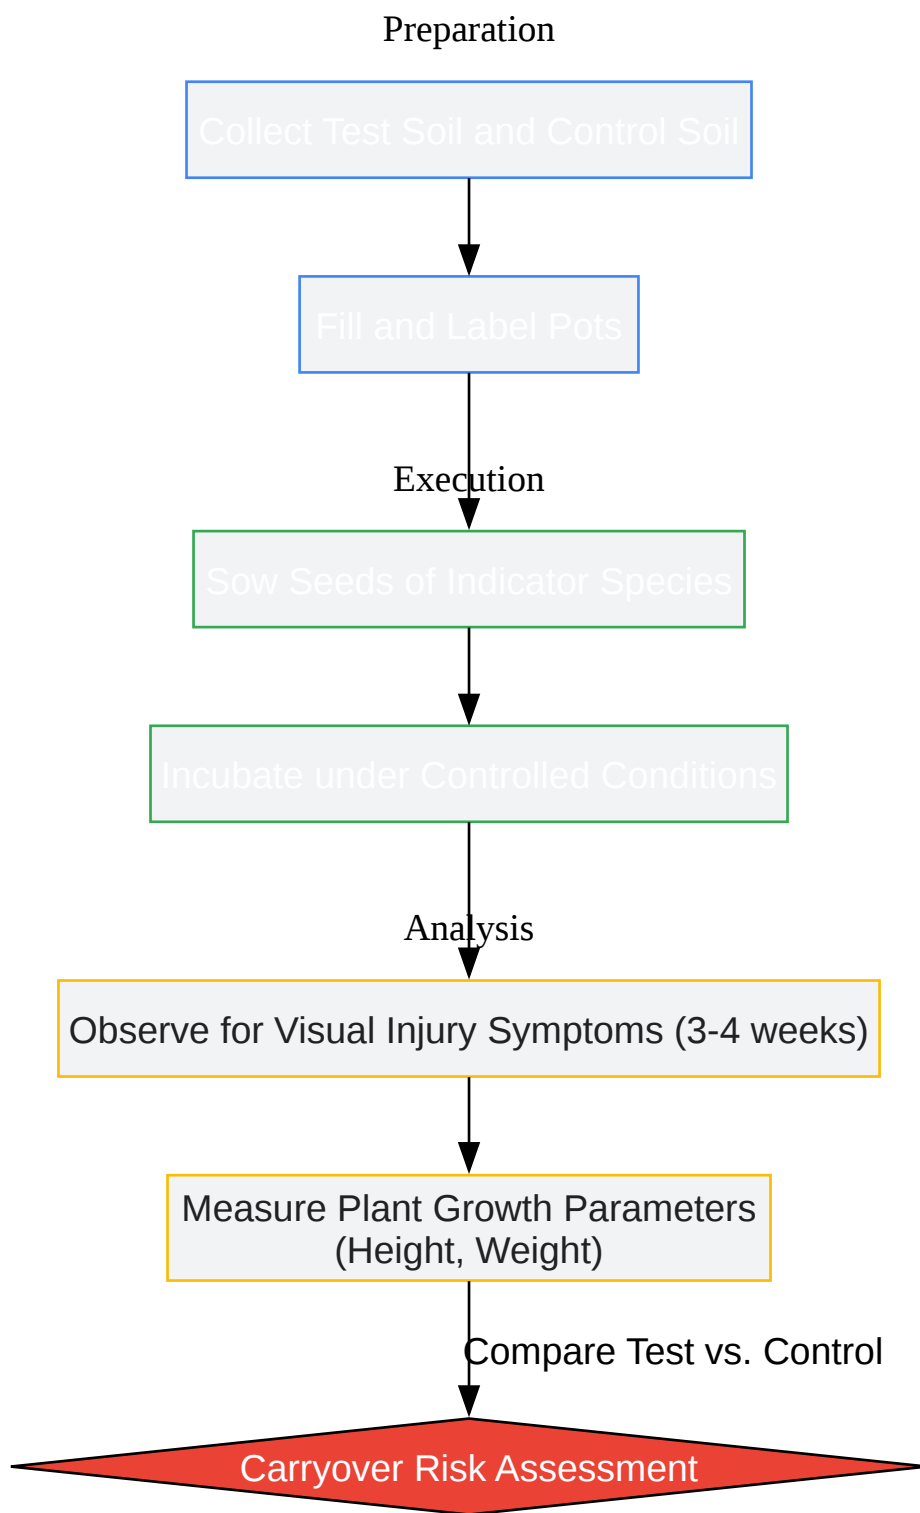 Preparation
Collect Test Soil and Control Soil
Fill and Label Pots
Execution
Sow Seeds of Indicator Species
Incubate under Controlled Conditions
Analysis
Observe for Visual Injury Symptoms (3-4 weeks)
Measure Plant Growth Parameters
(Height, Weight)
Compare Test vs. Control
Carryover Risk Assessment